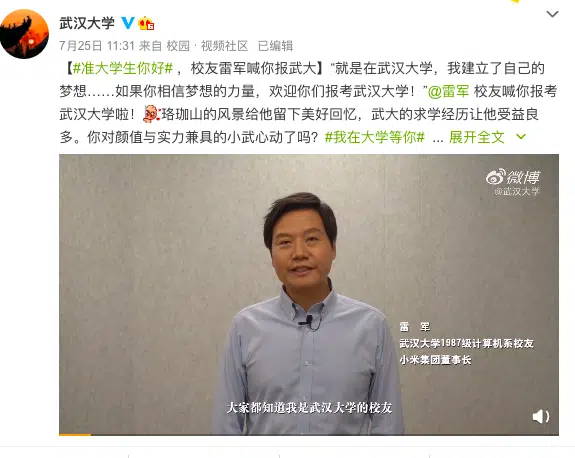 武汉大学
7月25日 11:31 来自 校园·视频社区 已编辑
【#准大学生你好#，校友雷军喊你报武大】“就是在武汉大学，我建立了自己的
梦想……如果你相信梦想的力量，欢迎你们报考武汉大学！”@雷军 校友喊你报考
武汉大学啦！珞珈山的风景给他留下美好回忆，武大的求学经历让他受益良
多。你对颜值与实力兼具的小武心动了吗？#我在大学等你# ... 展开全文
微博
@武汉大学
雷 军
武汉大学1987级计算机系校友
小米集团董事长
大家都知道我是武汉大学的校友